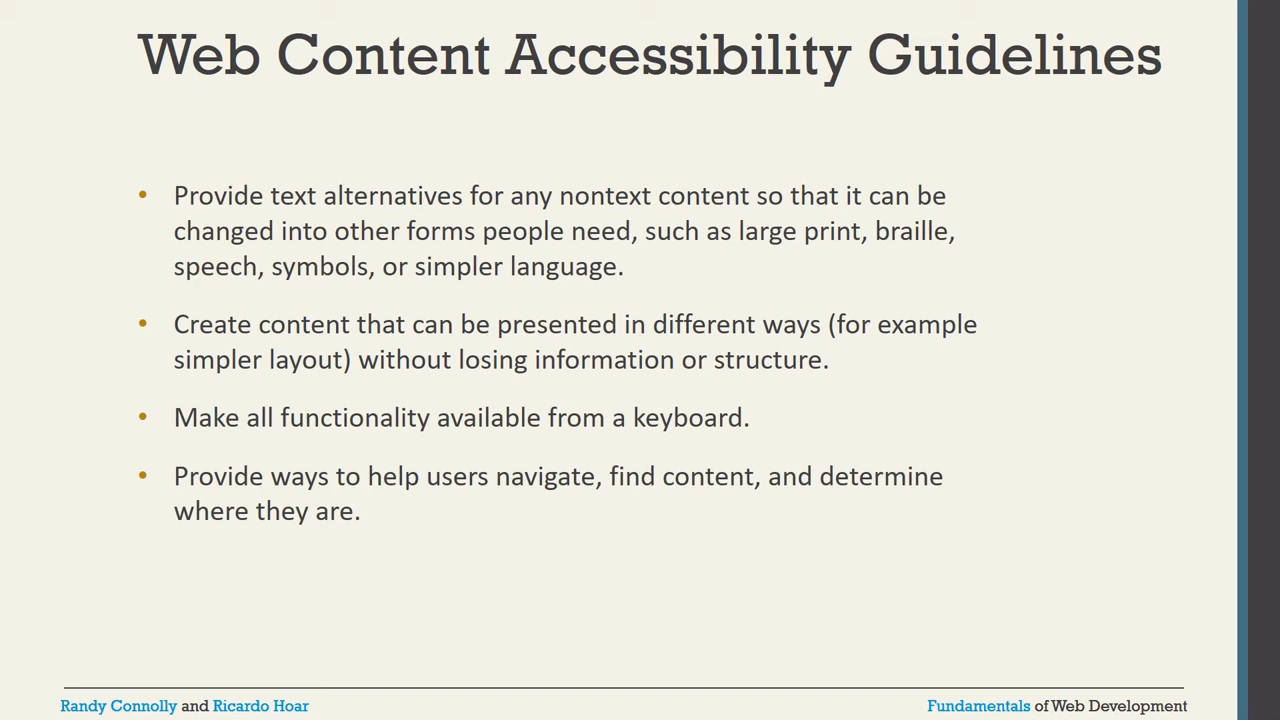 Web Content Accessibility Guidelines
• Provide text alternatives for any nontext content so that it can be
changed into other forms people need, such as large print, braille,
speech, symbols, or simpler language.
• Create content that can be presented in different ways (for example
simpler layout) without losing information or structure.
• Make all functionality available from a keyboard.
• Provide ways to help users navigate, find content, and determine
where they are.
Randy Connolly and Ricardo Hoar
Fundamentals of Web Development